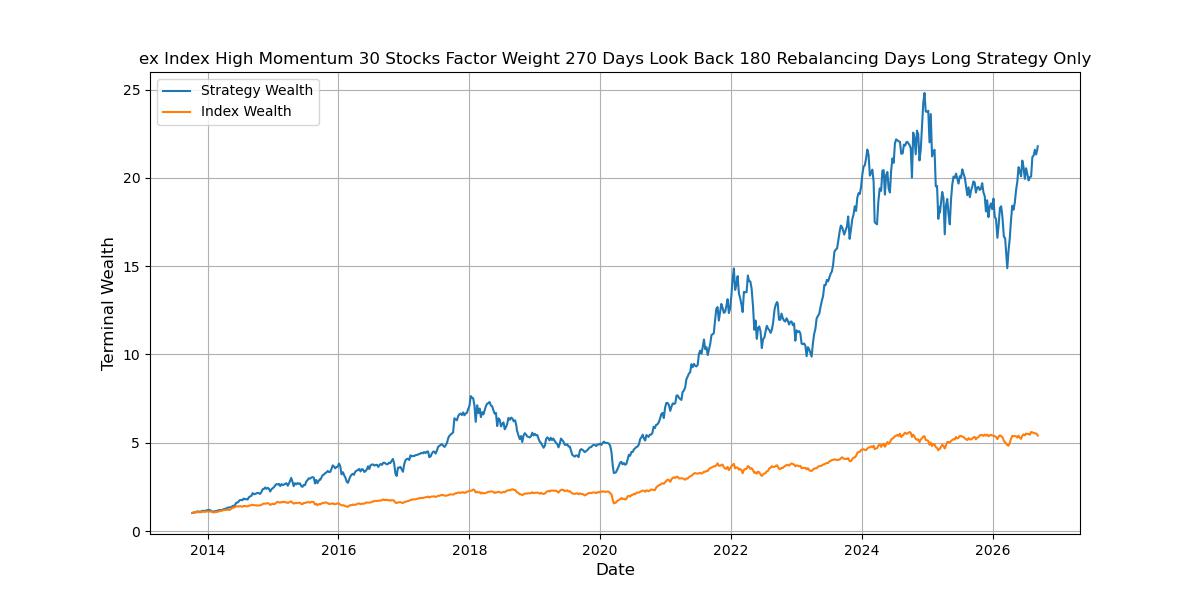 ex Index High Momentum 30 Stocks Factor Weight 270 Days Look Back 180 Rebalancing Days Long Strategy Only
Strategy Wealth
Index Wealth
25
20
15
10
5
0
Terminal Wealth
2014 2016 2018 2020 2022 2024 2026
Date